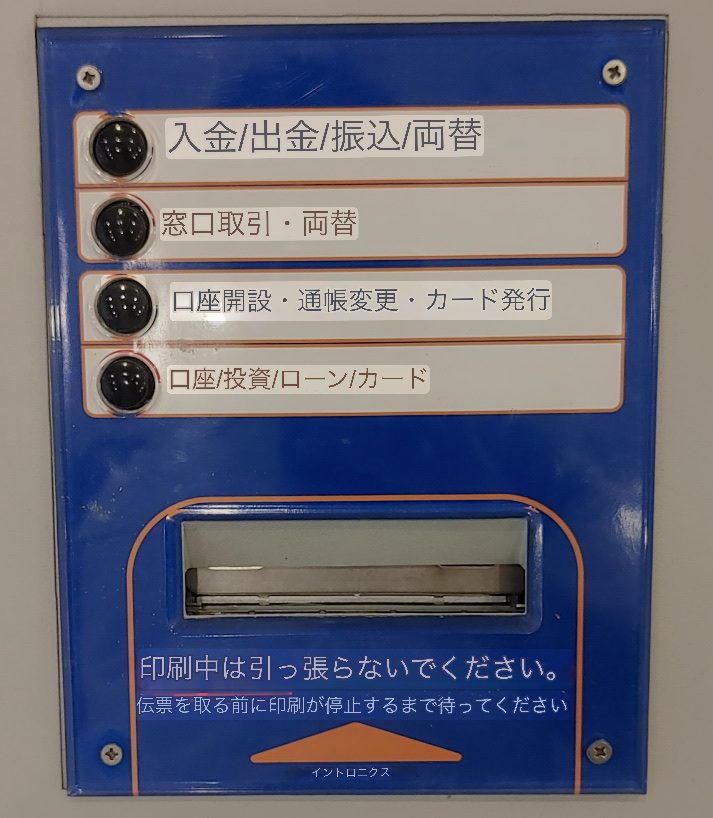 入金/出金/振込/両替
窓口取引・両替
口座開設・通帳変更・カード発行
口座/投資/ローン/カード
印刷中は引っ張らないでください。
伝票を取る前に印刷が停止するまで待ってください
イントロニクス